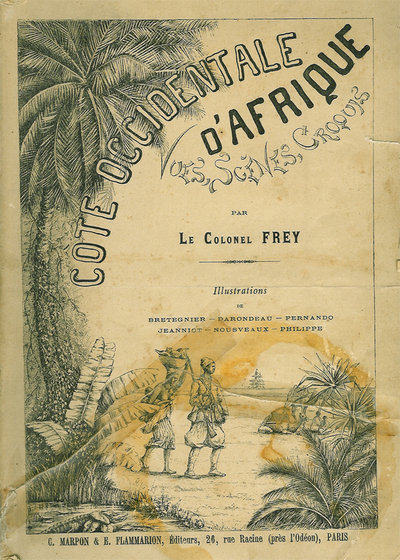 CÔTE OCCIDENTALE
D'AFRIQUE
VUES, SCÈNES, CROQUIS
PAR
LE COLONEL FREY
Illustrations
DE
BRETEGNIER — DARONDEAU — FERNANDO
JEANNIOT — NOUSVEAUX — PHILIPPE
C. MARPON & E. FLAMMARION, Éditeurs, 26, rue Racine (près l'Odéon), PARIS